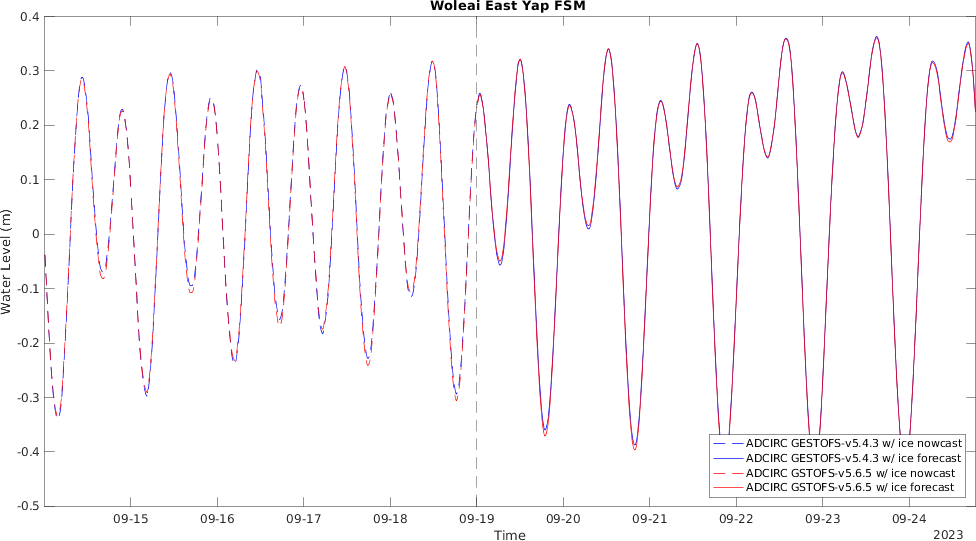 Woleai East Yap FSM
0.4
0.3
0.2
0.1
0
-0.1
-0.2
-0.3
-0.4
-0.5
Water Level (m)
ADCIRC GESTOFS-v5.4.3 w/ ice nowcast
ADCIRC GESTOFS-v5.4.3 w/ ice forecast
ADCIRC GSTOFS-v5.6.5 w/ ice nowcast
ADCIRC GSTOFS-v5.6.5 w/ ice forecast
09-15 09-16 09-17 09-18 09-19 09-20 09-21 09-22 09-23 09-24
Time
2023